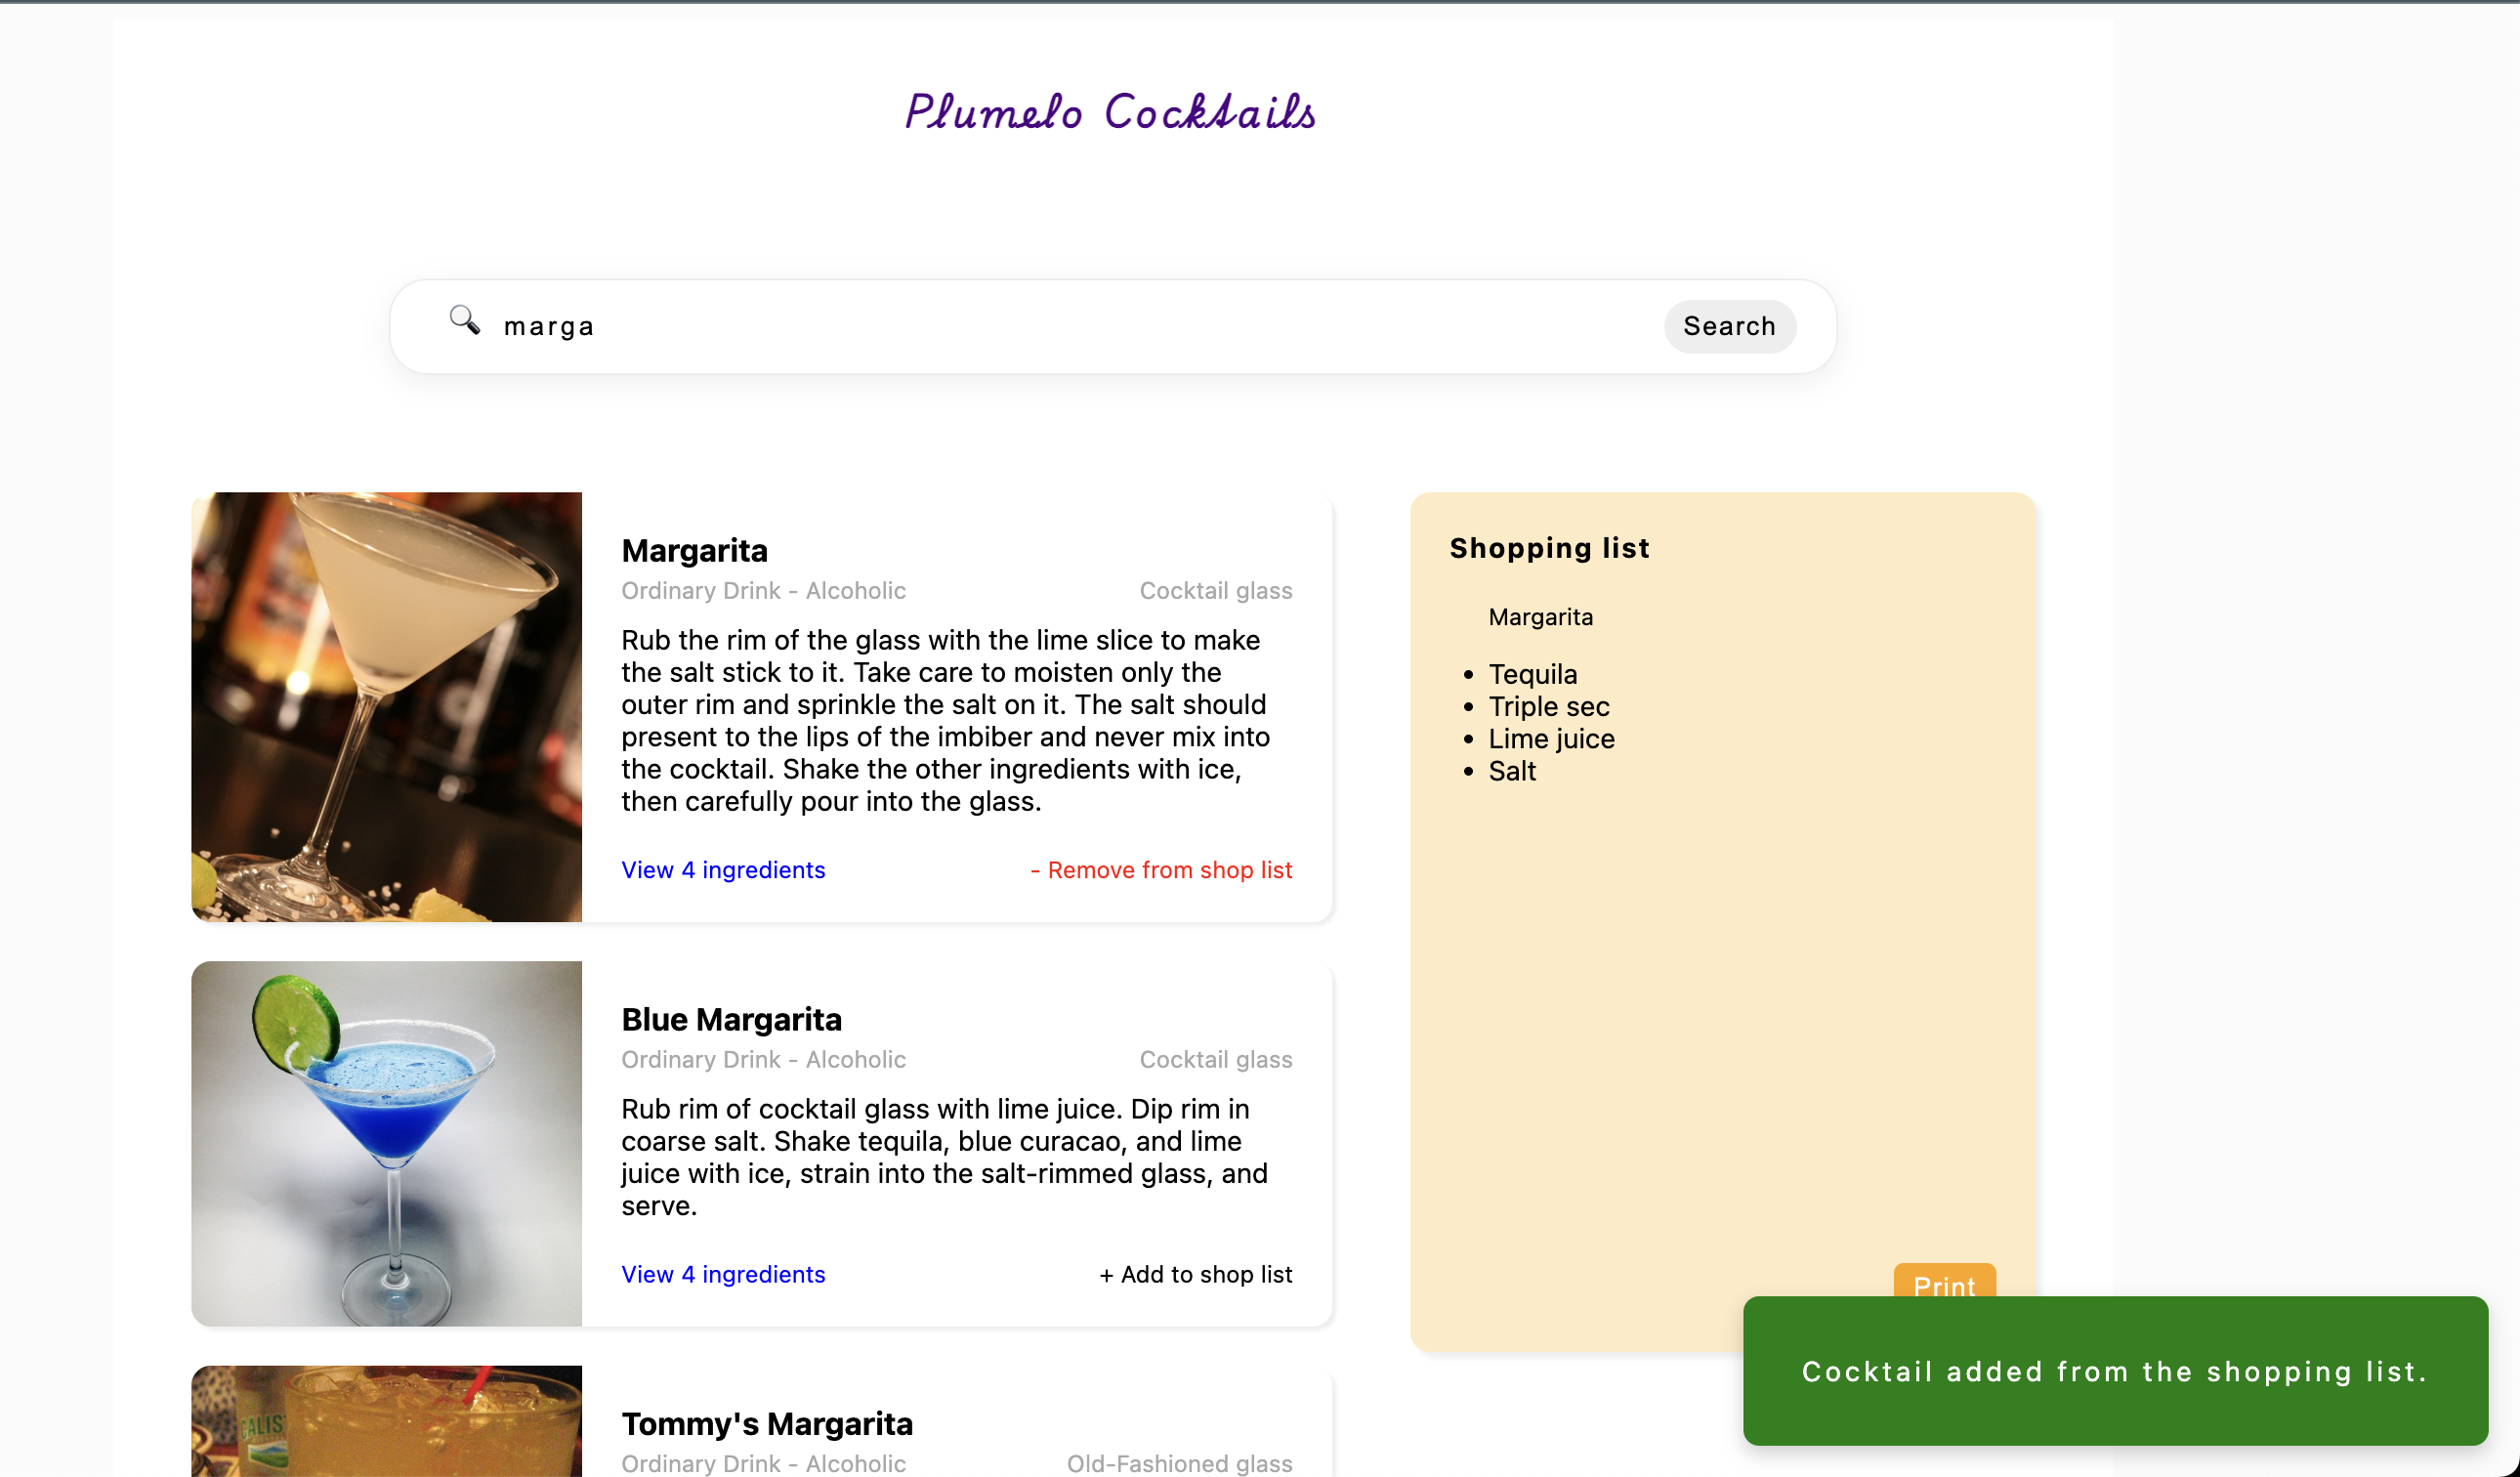 Plumelo Cocktails
marga
Search
Margarita
Ordinary Drink - Alcoholic
Cocktail glass
Rub the rim of the glass with the lime slice to make
the salt stick to it. Take care to moisten only the
outer rim and sprinkle the salt on it. The salt should
present to the lips of the imbiber and never mix into
the cocktail. Shake the other ingredients with ice,
then carefully pour into the glass.
View 4 ingredients
- Remove from shop list
Blue Margarita
Ordinary Drink - Alcoholic
Cocktail glass
Rub rim of cocktail glass with lime juice. Dip rim in
coarse salt. Shake tequila, blue curacao, and lime
juice with ice, strain into the salt-rimmed glass, and
serve.
View 4 ingredients
+ Add to shop list
Tommy's Margarita
Ordinary Drink - Alcoholic
Old-Fashioned glass
Shopping list
Margarita
• Tequila
• Triple sec
• Lime juice
• Salt
Print
Cocktail added from the shopping list.